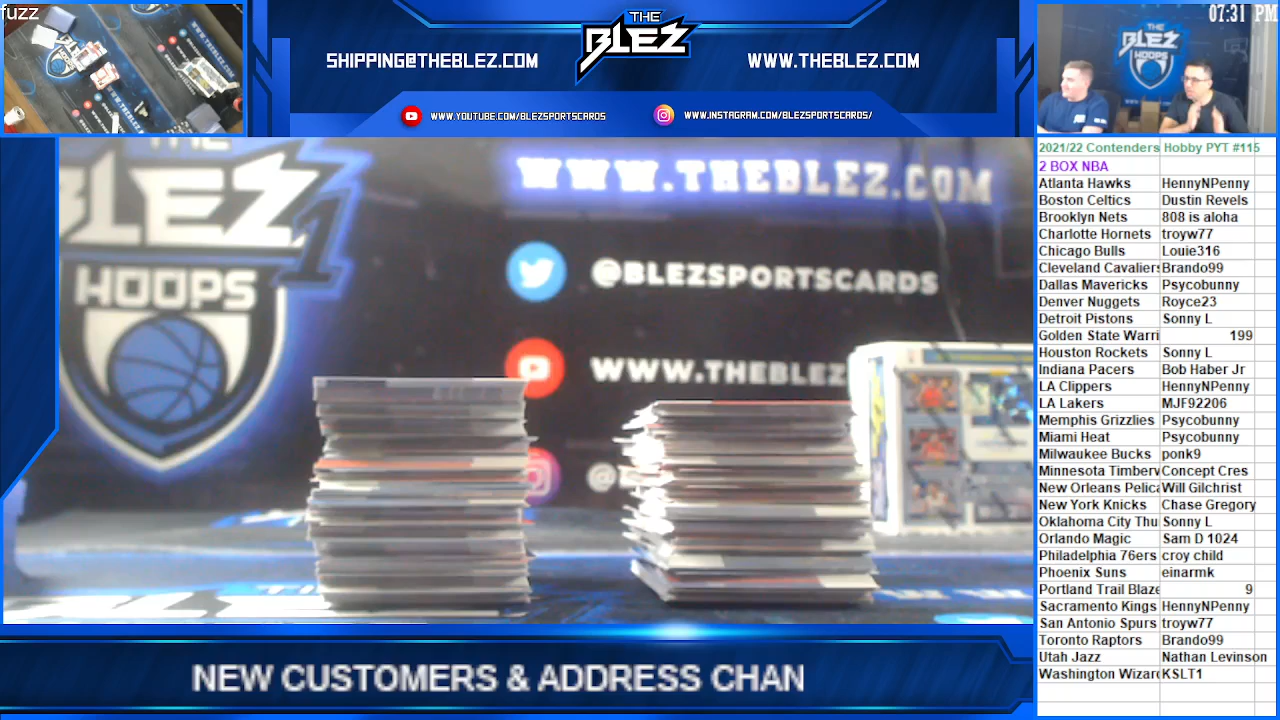 fuzz
THE
BLEZ
SHIPPING@THEBLEZ.COM
WWW.THEBLEZ.COM
WWW.YOUTUBE.COM/BLEZSPORTSCARDS
WWW.INSTAGRAM.COM/BLEZSPORTSCARDS/
07:31 PM
THE
BLEZ
HOOPS
THE
BLEZ
1
HOOPS
WWW.THEBLEZ.COM
@BLEZSPORTSCARDS
WWW.THEBLEZ
@
2021/22 Contenders Hobby PYT #115
2 BOX NBA
Atlanta Hawks HennyNPenny
Boston Celtics Dustin Revels
Brooklyn Nets 808 is aloha
Charlotte Hornets troyw77
Chicago Bulls Louie316
Cleveland Cavaliers Brando99
Dallas Mavericks Psycobunny
Denver Nuggets Royce23
Detroit Pistons Sonny L
Golden State Warri 199
Houston Rockets Sonny L
Indiana Pacers Bob Haber Jr
LA Clippers HennyNPenny
LA Lakers MJF92206
Memphis Grizzlies Psycobunny
Miami Heat Psycobunny
Milwaukee Bucks ponk9
Minnesota Timberv Concept Cres
New Orleans Pelica Will Gilchrist
New York Knicks Chase Gregory
Oklahoma City Thu Sonny L
Orlando Magic Sam D 1024
Philadelphia 76ers croy child
Phoenix Suns einarmk
Portland Trail Blaze 9
Sacramento Kings HennyNPenny
San Antonio Spurs troyw77
Toronto Raptors Brando99
Utah Jazz Nathan Levinson
Washington Wizard KSLT1
NEW CUSTOMERS & ADDRESS CHAN